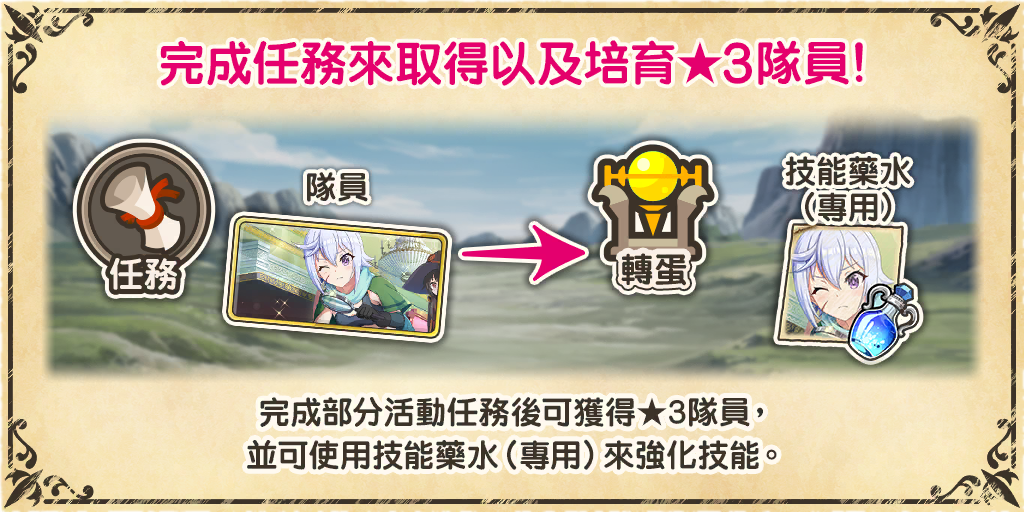 完成任務來取得以及培育★3隊員!
隊員
技能藥水
(專用)
任務
轉蛋
完成部分活動任務後可獲得★3隊員,
並可使用技能藥水(專用)來強化技能。